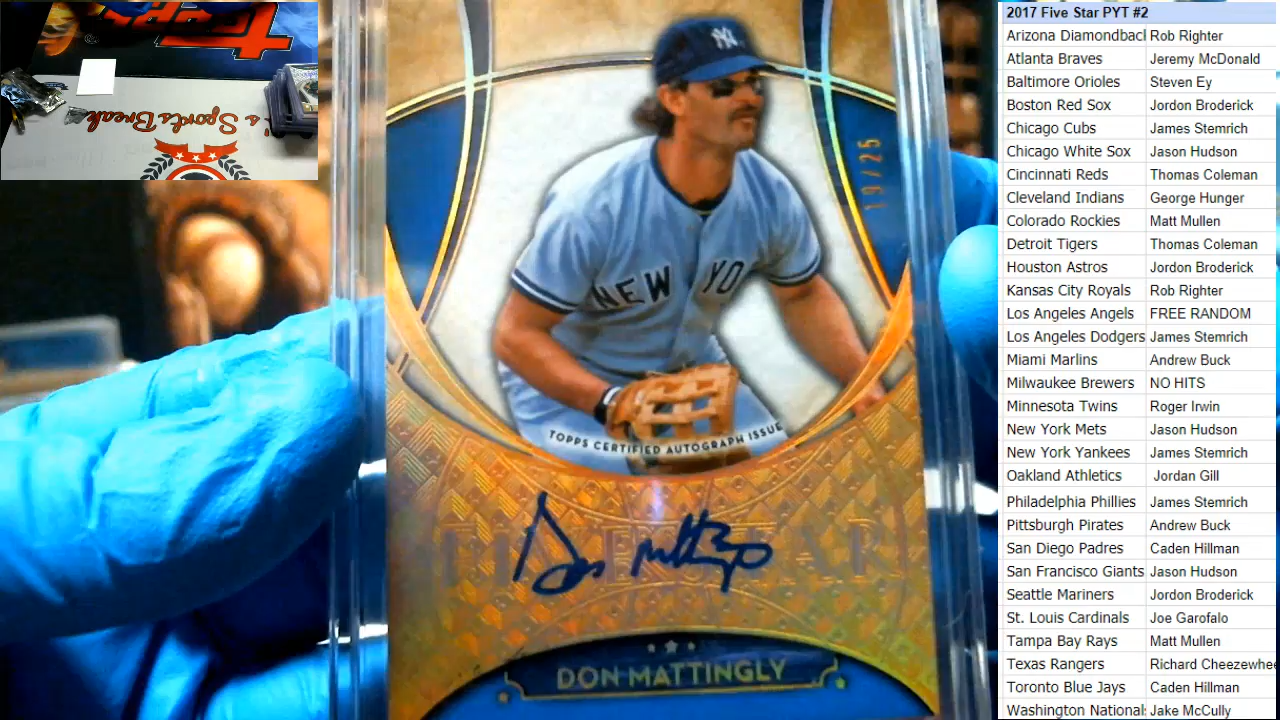 Topps
's Sports Break
NY
19/25
NEW YO
TOPPS CERTIFIED AUTOGRAPH ISSUE
Don Mattingly
FIVE STAR
DON MATTINGLY
2017 Five Star PYT #2
Arizona Diamondbacl Rob Righter
Atlanta Braves Jeremy McDonald
Baltimore Orioles Steven Ey
Boston Red Sox Jordon Broderick
Chicago Cubs James Stemrich
Chicago White Sox Jason Hudson
Cincinnati Reds Thomas Coleman
Cleveland Indians George Hunger
Colorado Rockies Matt Mullen
Detroit Tigers Thomas Coleman
Houston Astros Jordon Broderick
Kansas City Royals Rob Righter
Los Angeles Angels FREE RANDOM
Los Angeles Dodgers James Stemrich
Miami Marlins Andrew Buck
Milwaukee Brewers NO HITS
Minnesota Twins Roger Irwin
New York Mets Jason Hudson
New York Yankees James Stemrich
Oakland Athletics Jordan Gill
Philadelphia Phillies James Stemrich
Pittsburgh Pirates Andrew Buck
San Diego Padres Caden Hillman
San Francisco Giants Jason Hudson
Seattle Mariners Jordon Broderick
St. Louis Cardinals Joe Garofalo
Tampa Bay Rays Matt Mullen
Texas Rangers Richard Cheezewhe
Toronto Blue Jays Caden Hillman
Washington National: Jake McCully